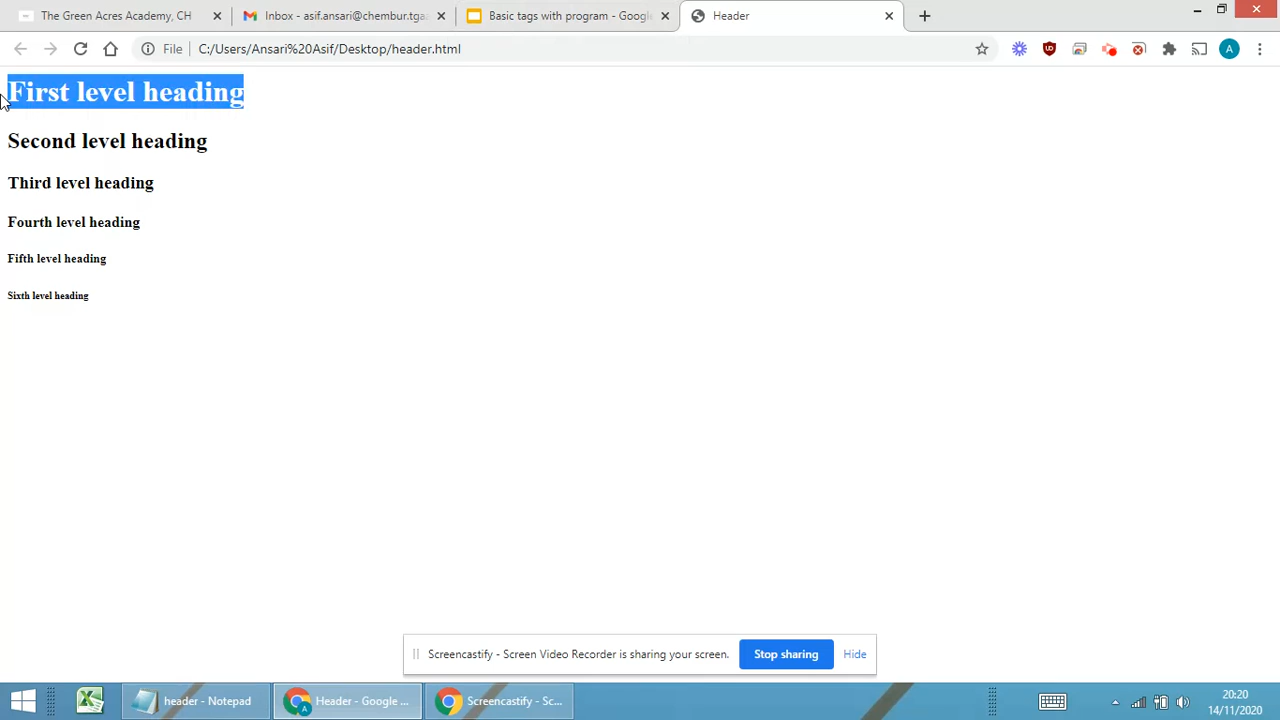 The Green Acres Academy, CH
Inbox - asif.ansari@chembur.tga
Basic tags with program - Google
Header
File
C:/Users/Ansari%20Asif/Desktop/header.html
A
First level heading
Second level heading
Third level heading
Fourth level heading
Fifth level heading
Sixth level heading
Screencastify - Screen Video Recorder is sharing your screen.
Stop sharing
Hide
header - Notepad
Header - Google ...
Screencastify - Sc...
20:20
14/11/2020